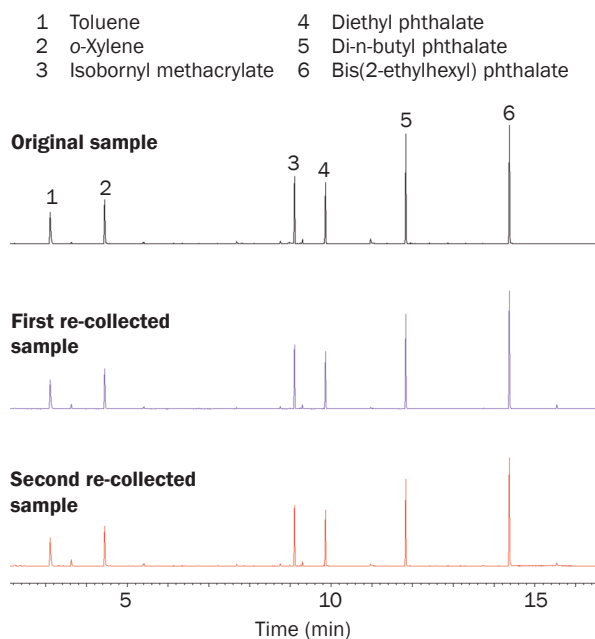 1 Toluene
2 o-Xylene
3 Isobornyl methacrylate
4 Diethyl phthalate
5 Di-n-butyl phthalate
6 Bis(2-ethylhexyl) phthalate
Original sample
1
2
3
4
5
6
First re-collected
sample
Second re-collected
sample
5
10
15
Time (min)